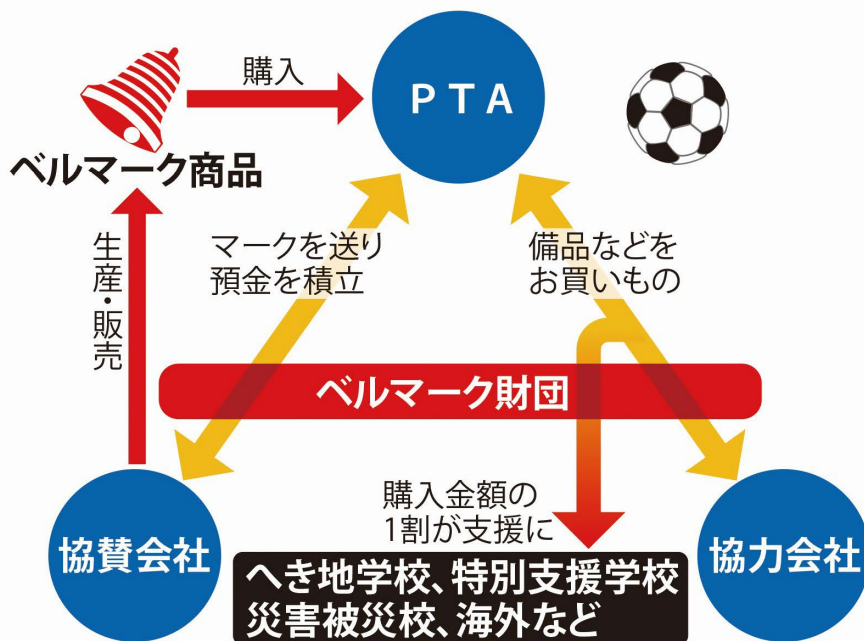 購入
PTA
ベルマーク商品
生産・販売
マークを送り
預金を積立
備品などを
お買いもの
ベルマーク財団
購入金額の
1割が支援に
協賛会社
協力会社
へき地学校、特別支援学校
災害被災校、海外など